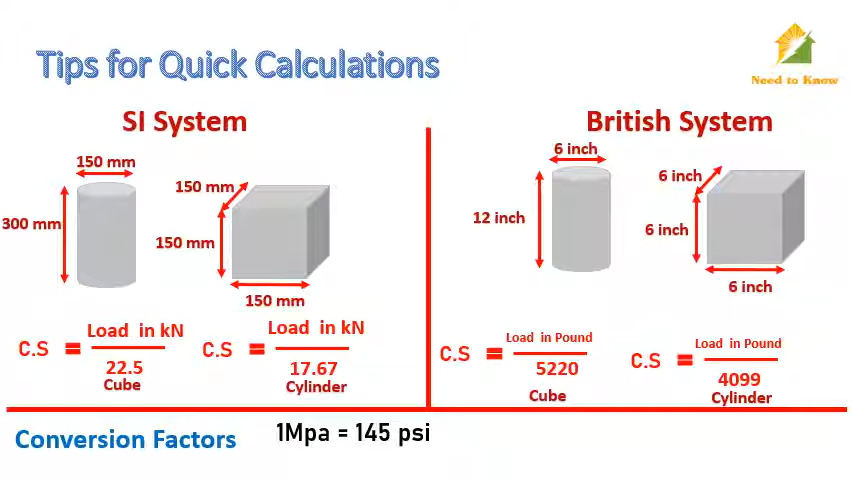 Tips for Quick Calculations
Need to Know
SI System
British System
150 mm
300 mm
150 mm
150 mm
150 mm
6 inch
12 inch
6 inch
6 inch
6 inch
C.S = Load in kN
22.5
Cube
C.S = Load in kN
17.67
Cylinder
C.S = Load in Pound
5220
Cube
C.S = Load in Pound
4099
Cylinder
Conversion Factors
1Mpa = 145 psi